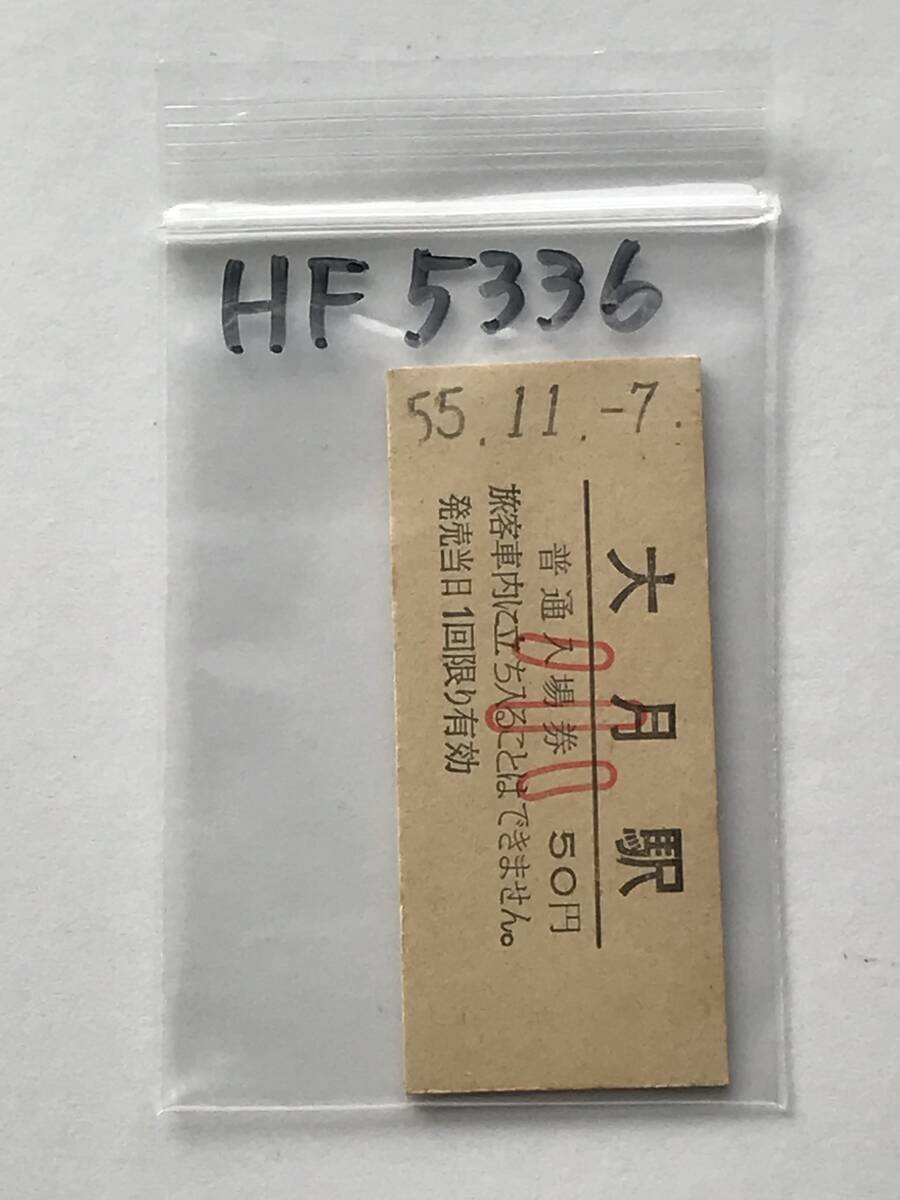 HF 5336
55.11.-7.
大月駅
普通入場券 50円
旅客車内に立ち入ることはできません。
発売当日1回限り有効